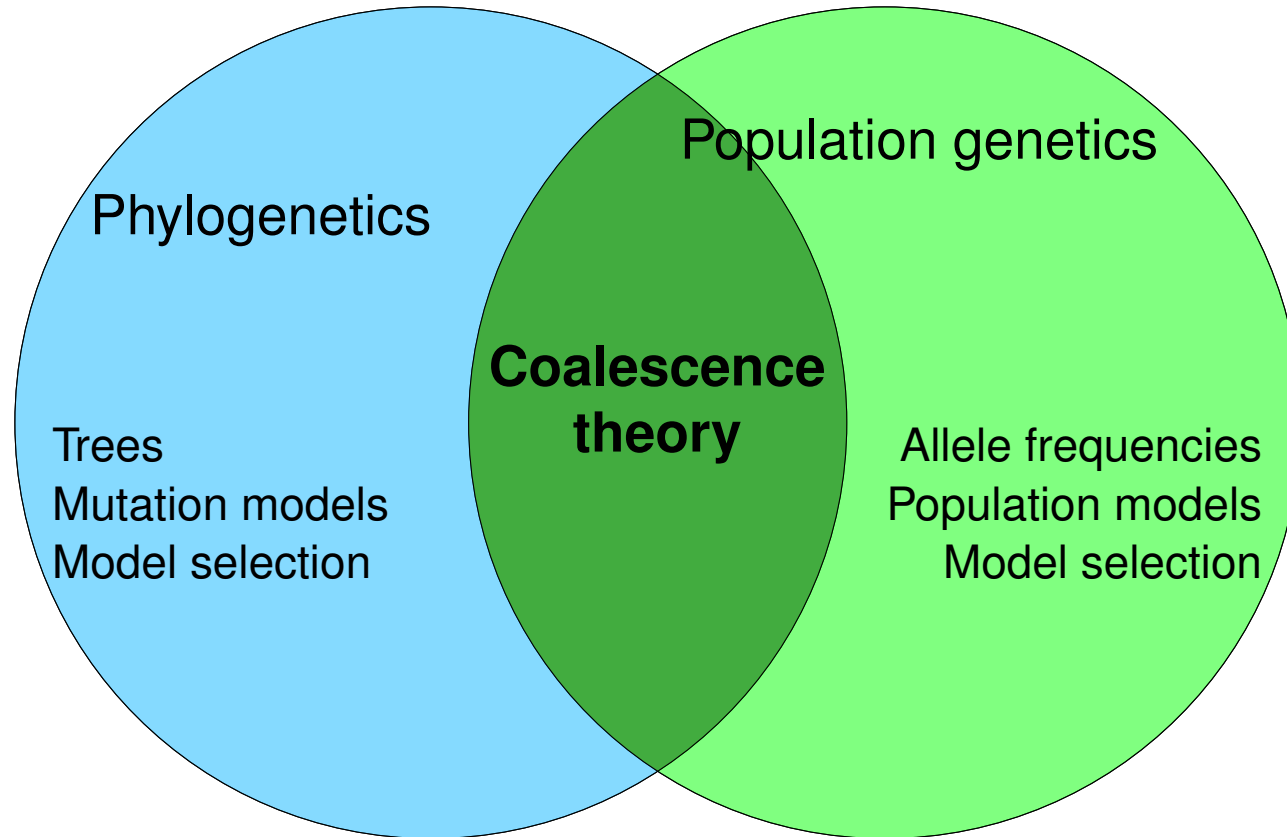 Population genetics
Phylogenetics
Coalescence
theory
Trees
Mutation models
Model selection
Allele frequencies
Population models
Model selection